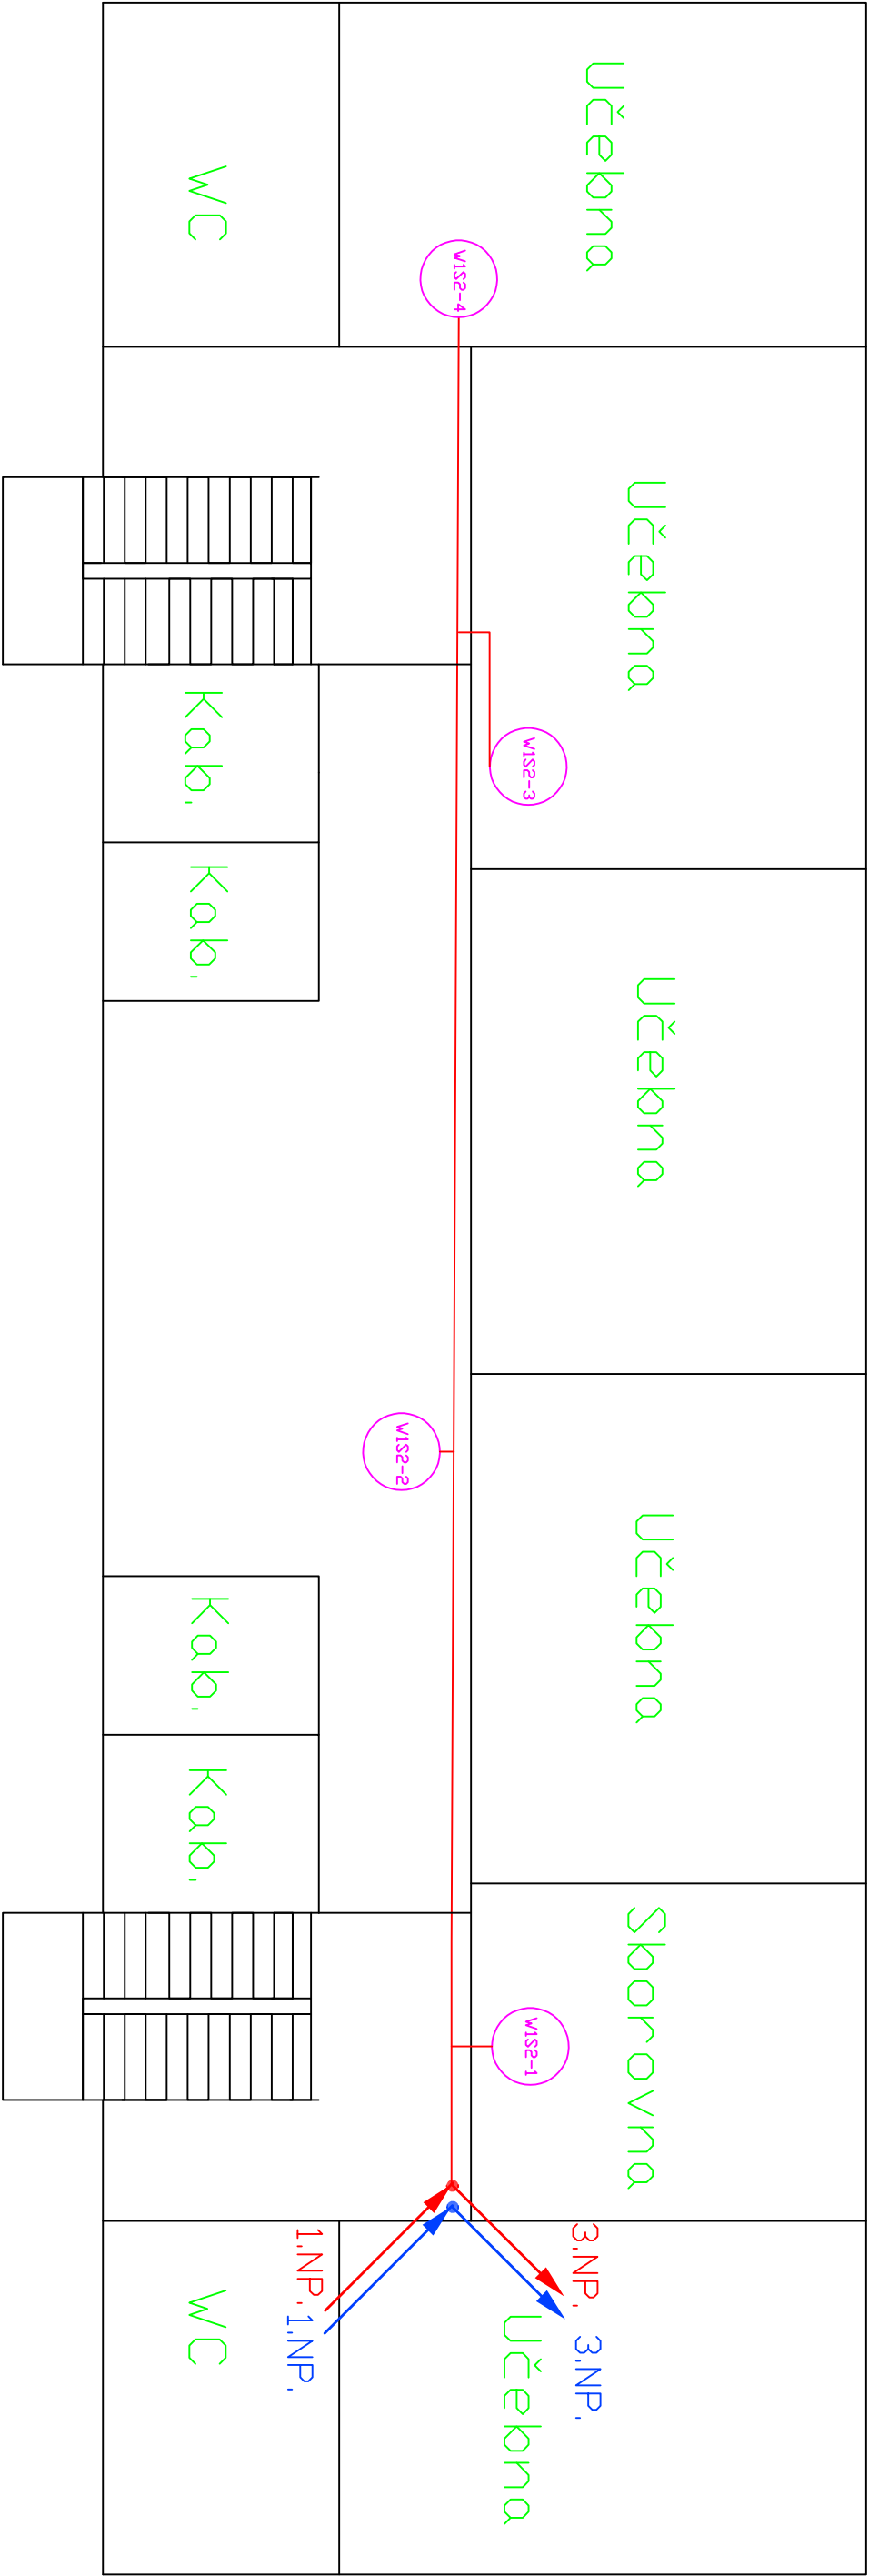 Učebna
WC
W1S2-4
Učebna
W1S2-3
Kab.
Kab.
Učebna
W1S2-2
Učebna
Kab.
Kab.
Sborovna
W1S2-1
3.NP.
1.NP.
3.NP.
1.NP.
WC
Učebna